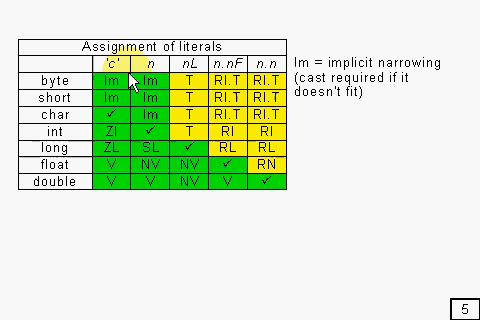 Assignment of literals
'c' n nL n.nF n.n
byte Im Im T RI.T RI.T
short Im Im T RI.T RI.T
char ✓ Im T RI.T RI.T
int ZI ✓ T RI RI
long ZL SL ✓ RL RL
float V NV NV ✓ RN
double V V NV V ✓
Im = implicit narrowing
(cast required if it
doesn't fit)
5